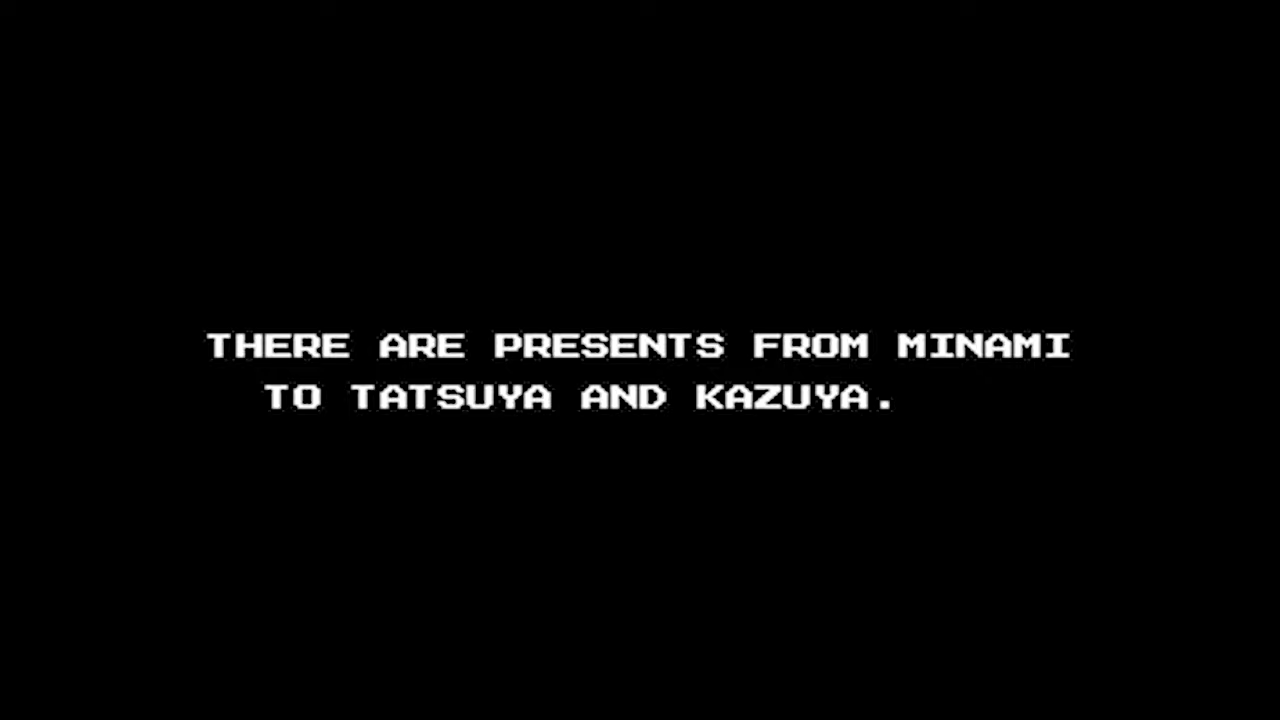 THERE ARE PRESENTS FROM MINAMI
TO TATSUYA AND KAZUYA.